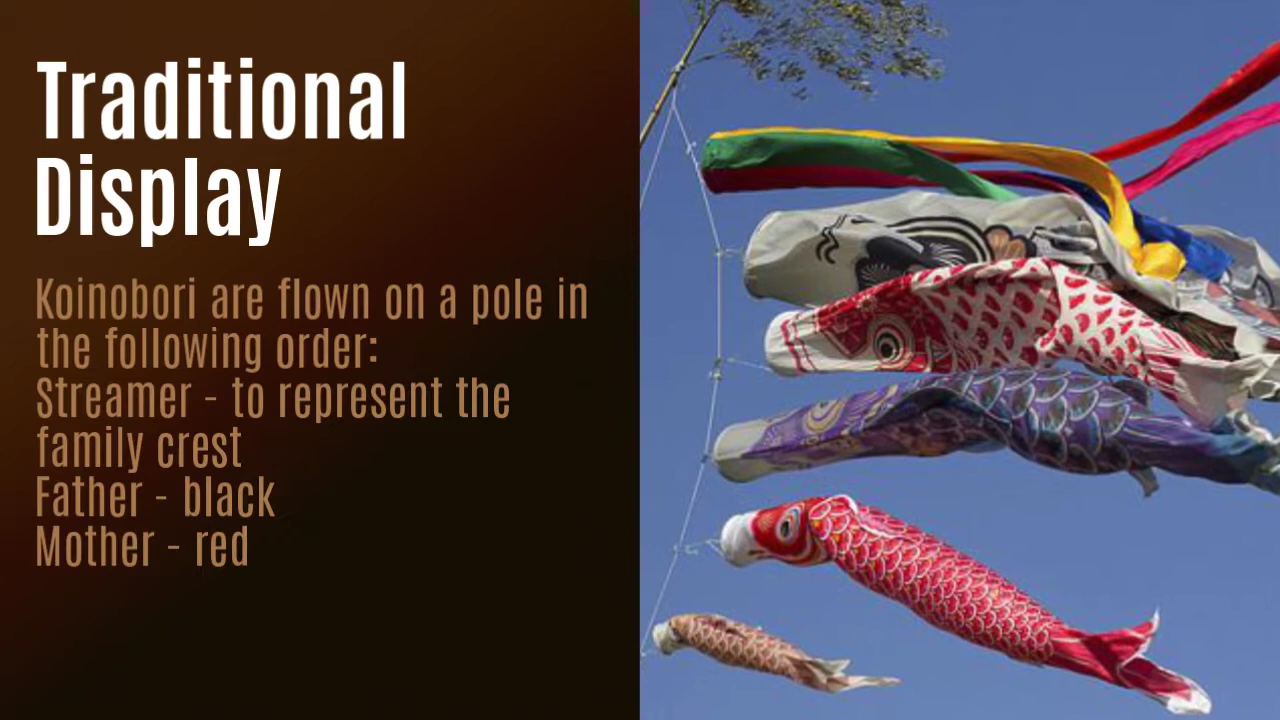 Traditional
Display
Koinobori are flown on a pole in
the following order:
Streamer - to represent the
family crest
Father - black
Mother - red